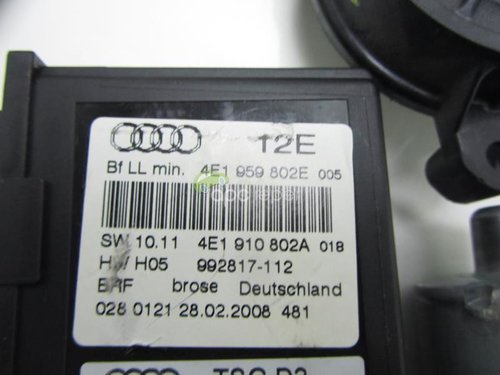 12E
Bf LL min. 4E1 959 802E 005
SW 10.11 4E1 910 802A 018
HW H05 992817-112
BRF brose Deutschland
028 0121 28.02.2008 481